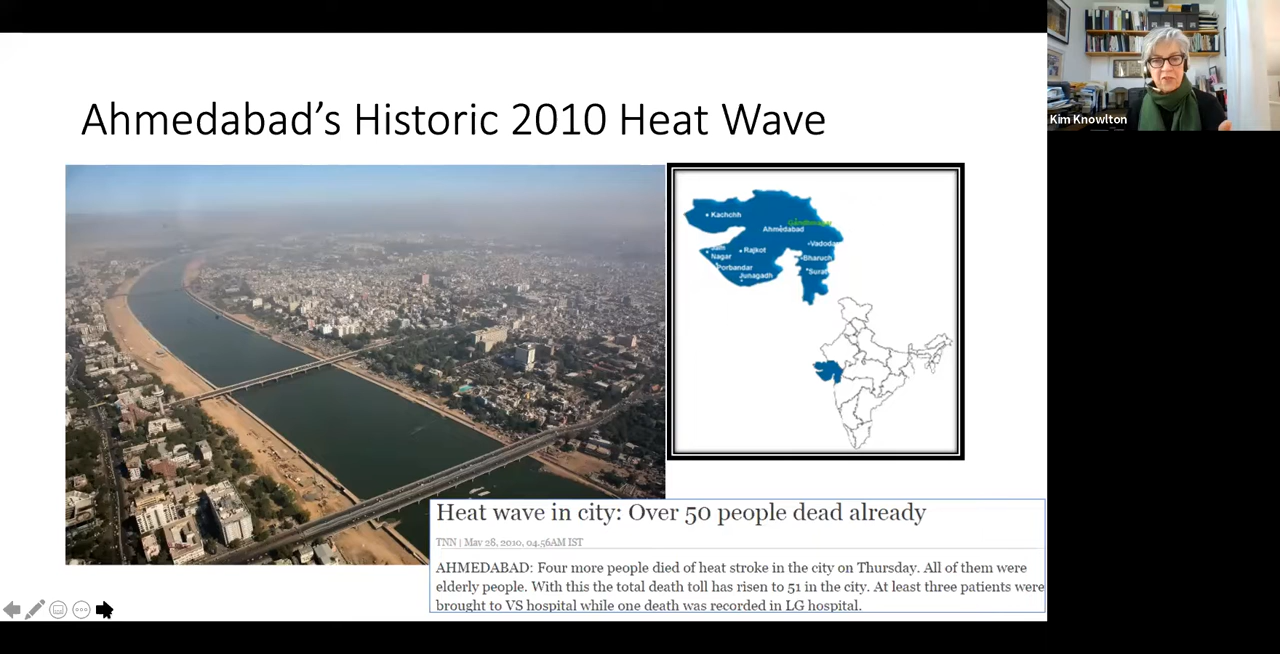 Ahmedabad's Historic 2010 Heat Wave
Kim Knowlton
Kachchh
Gandhinagar
Ahmedabad
Vadodar
Jam
Nagar
Rajkot
Bharuch
Porbandar
Surat
Junagadh
Heat wave in city: Over 50 people dead already
TNN | May 28, 2010, 04.56AM IST
AHMEDABAD: Four more people died of heat stroke in the city on Thursday. All of them were
elderly people. With this the total death toll has risen to 51 in the city. At least three patients were
brought to VS hospital while one death was recorded in LG hospital.